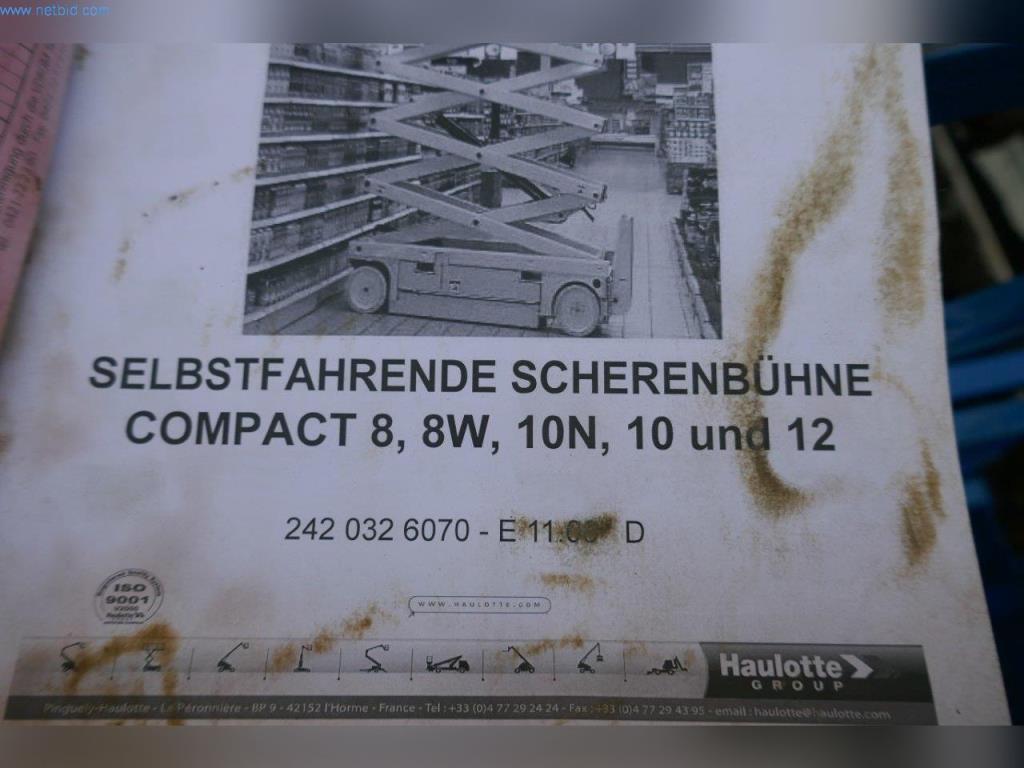 www.netbid.com
SELBSTFAHRENDE SCHERENBÜHNE
COMPACT 8, 8W, 10N, 10 und 12
242 032 6070 - E 11. D
ISO
9001
WWW.HAULOTTE.COM
Haulotte
GROUP
Pinguely-Haulotte - La Péronnière - BP 9 - 42152 l'Horme - France - Tel : +33 (0)4 77 29 24 24 - Fax : +33 (0)4 77 29 43 95 - email : haulotte@haulotte.com